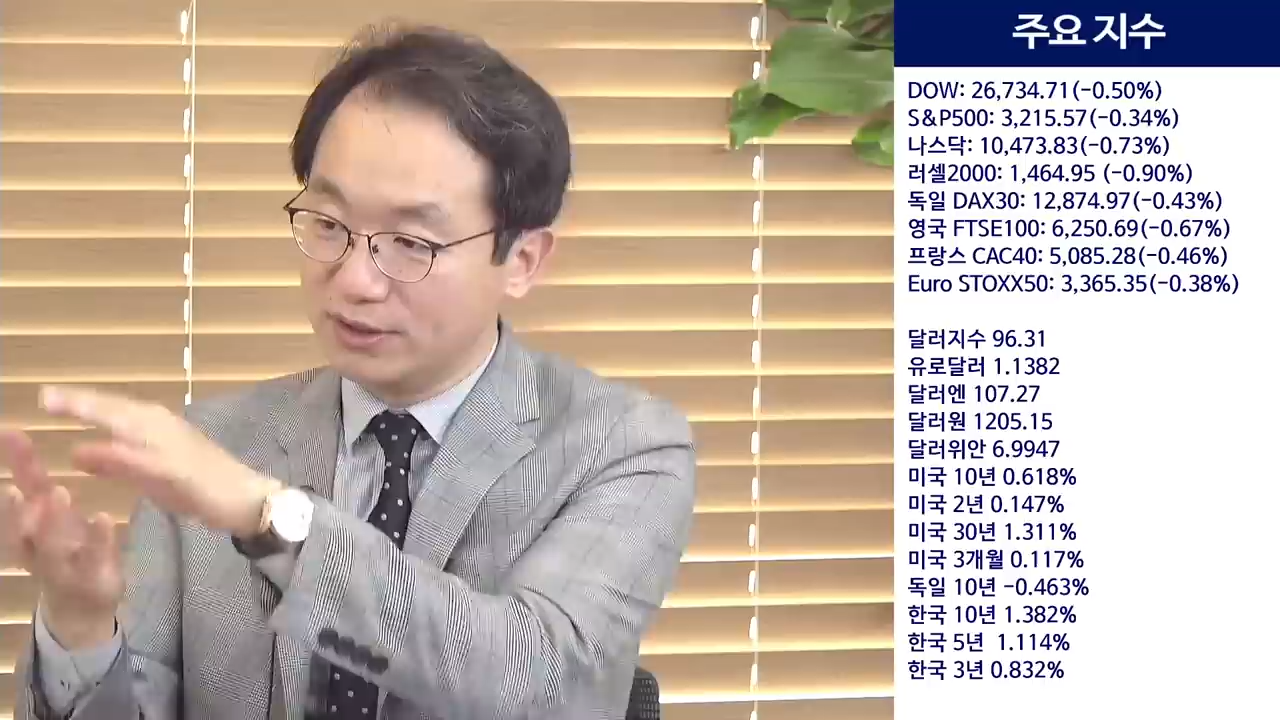 주요 지수
DOW: 26,734.71(-0.50%)
S&P500: 3,215.57(-0.34%)
나스닥: 10,473.83(-0.73%)
러셀2000: 1,464.95 (-0.90%)
독일 DAX30: 12,874.97(-0.43%)
영국 FTSE100: 6,250.69(-0.67%)
프랑스 CAC40: 5,085.28(-0.46%)
Euro STOXX50: 3,365.35(-0.38%)
달러지수 96.31
유로달러 1.1382
달러엔 107.27
달러원 1205.15
달러위안 6.9947
미국 10년 0.618%
미국 2년 0.147%
미국 30년 1.311%
미국 3개월 0.117%
독일 10년 -0.463%
한국 10년 1.382%
한국 5년  1.114%
한국 3년 0.832%